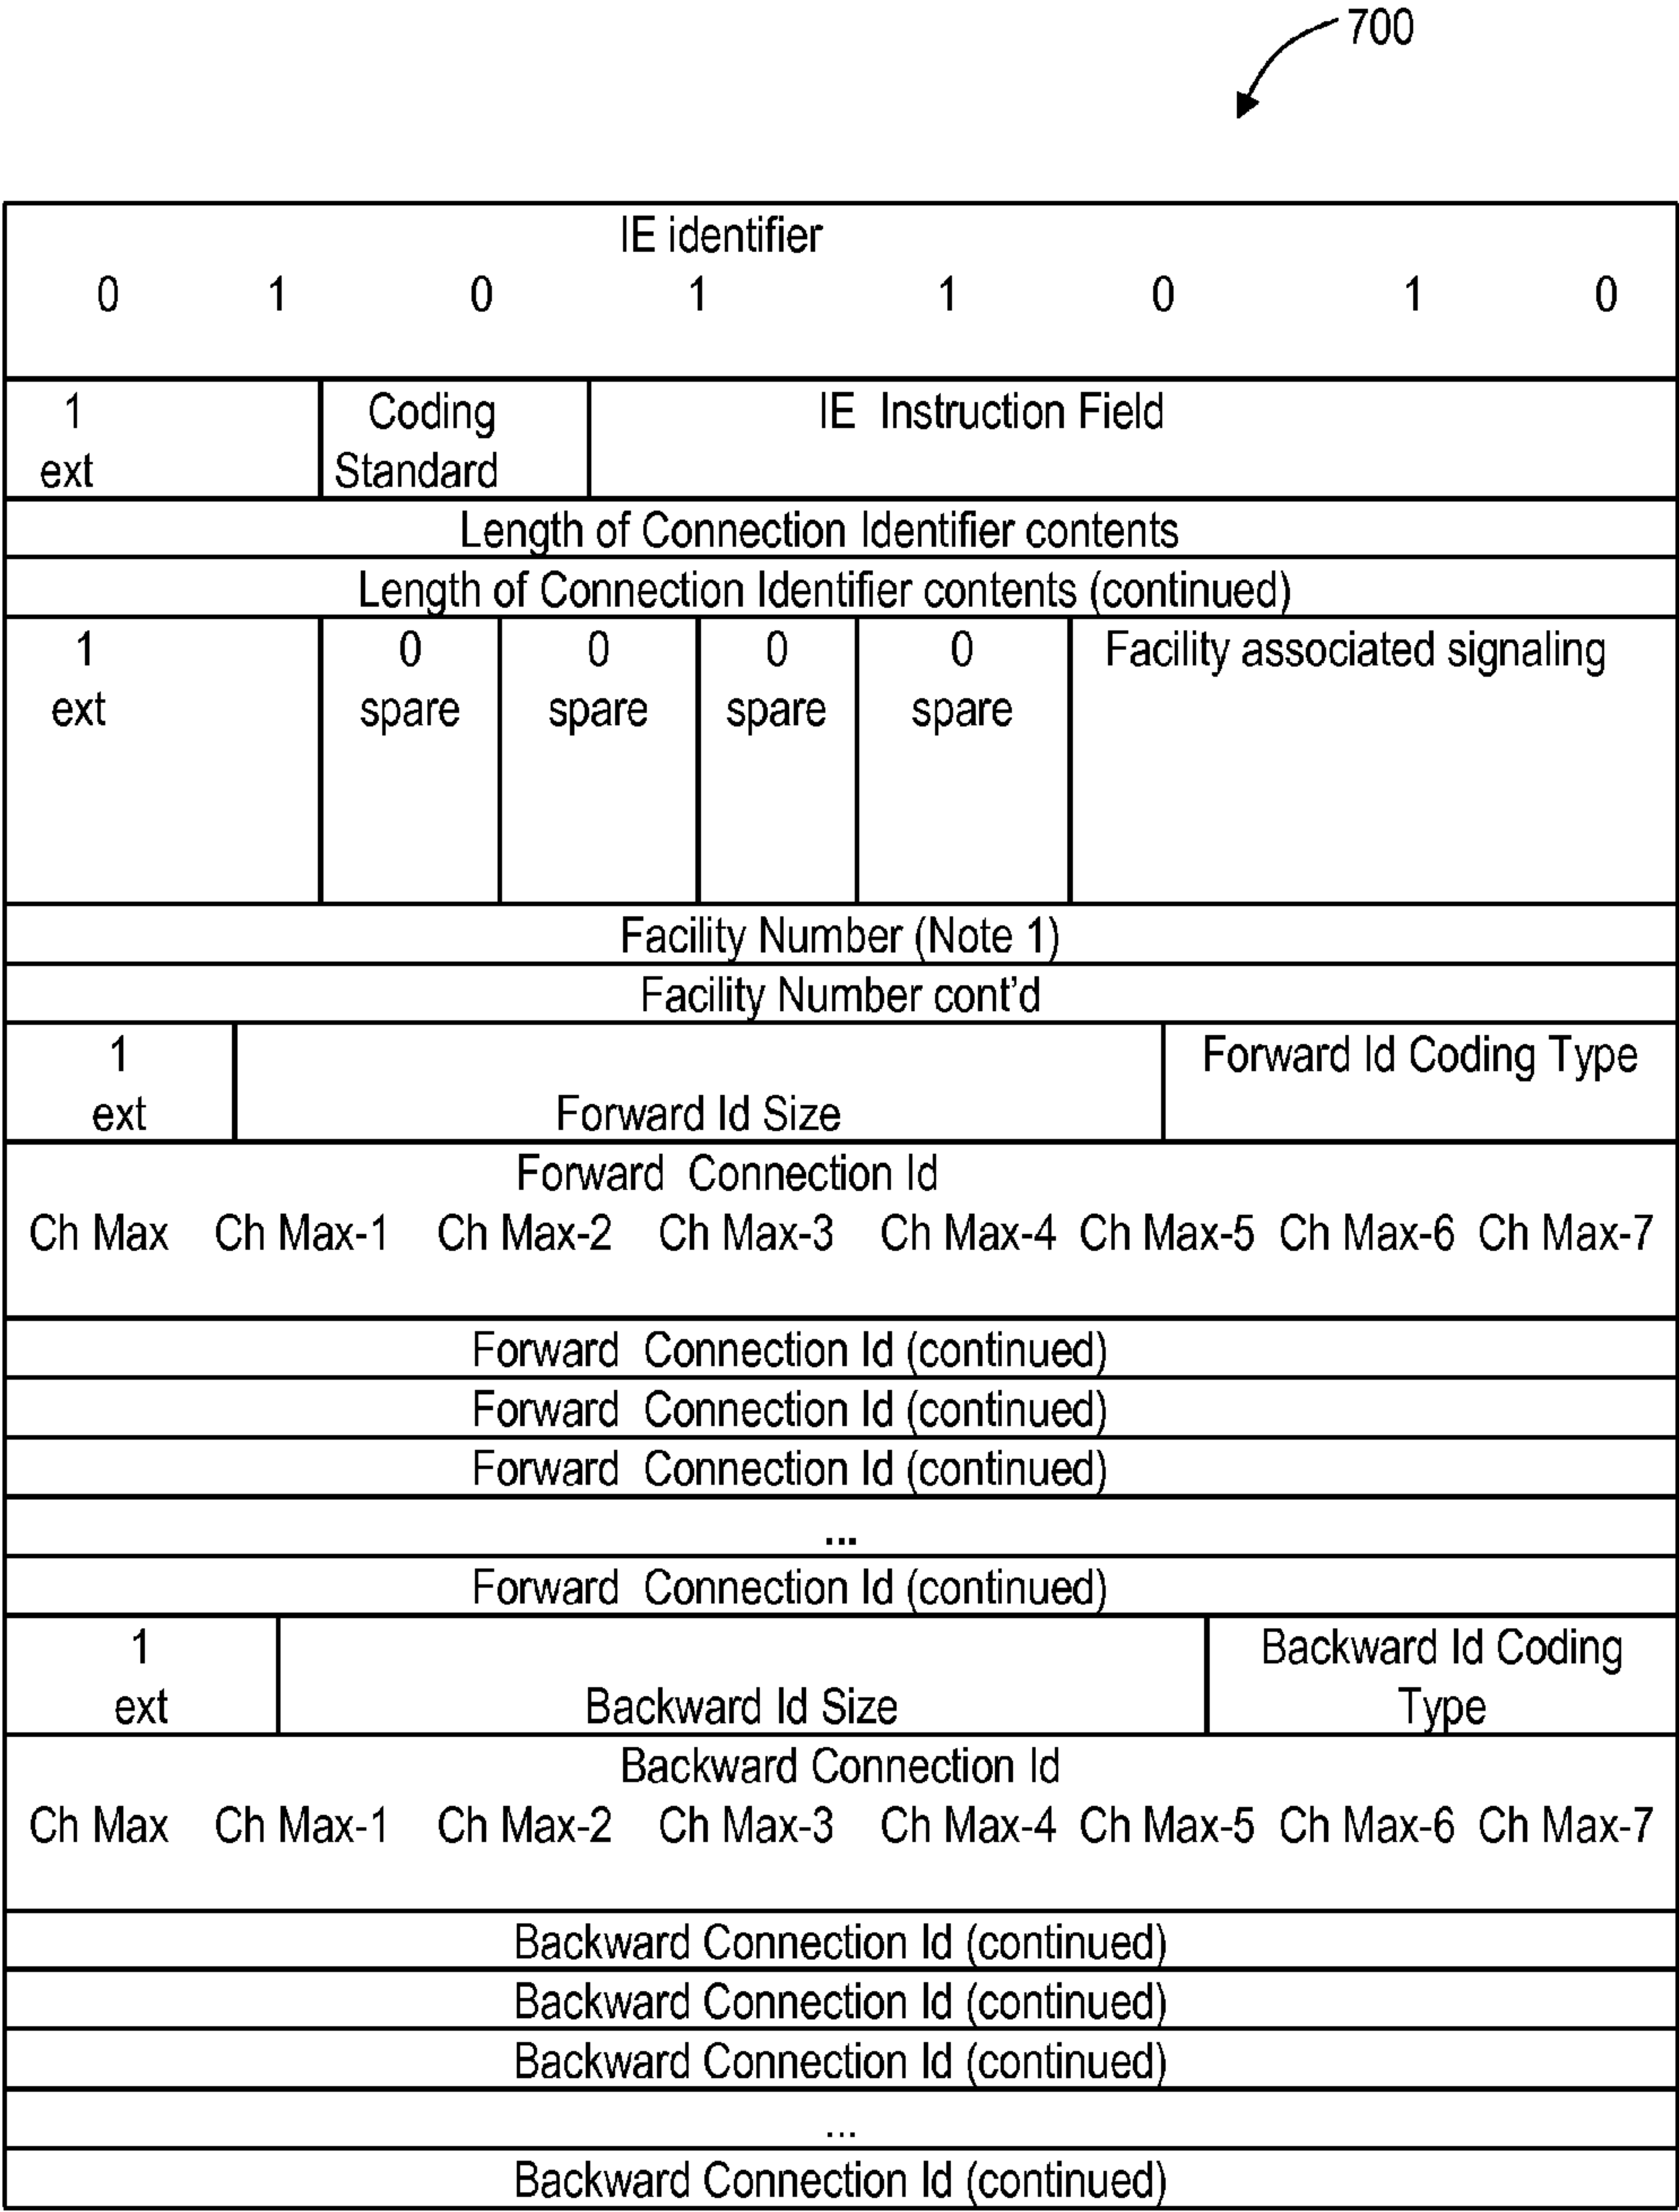 700
IE identifier
0 1 0 1 1 0 1 0
1 Coding IE Instruction Field
ext Standard
Length of Connection Identifier contents
Length of Connection Identifier contents (continued)
1 0 0 0 0 Facility associated signaling
ext spare spare spare spare
Facility Number (Note 1)
Facility Number cont'd
1 Forward Id Coding Type
ext Forward Id Size
Forward Connection Id
Ch Max Ch Max-1 Ch Max-2 Ch Max-3 Ch Max-4 Ch Max-5 Ch Max-6 Ch Max-7
Forward Connection Id (continued)
Forward Connection Id (continued)
Forward Connection Id (continued)
...
Forward Connection Id (continued)
1 Backward Id Coding
ext Backward Id Size Type
Backward Connection Id
Ch Max Ch Max-1 Ch Max-2 Ch Max-3 Ch Max-4 Ch Max-5 Ch Max-6 Ch Max-7
Backward Connection Id (continued)
Backward Connection Id (continued)
Backward Connection Id (continued)
...
Backward Connection Id (continued)